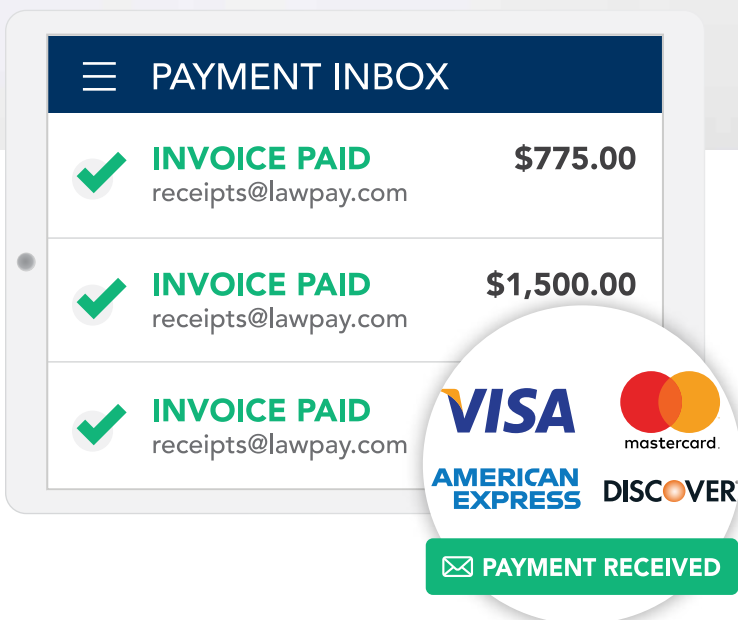 PAYMENT INBOX
INVOICE PAID $775.00
receipts@lawpay.com
INVOICE PAID $1,500.00
receipts@lawpay.com
INVOICE PAID
receipts@lawpay.com
VISA mastercard.
AMERICAN EXPRESS DISCOVER
PAYMENT RECEIVED